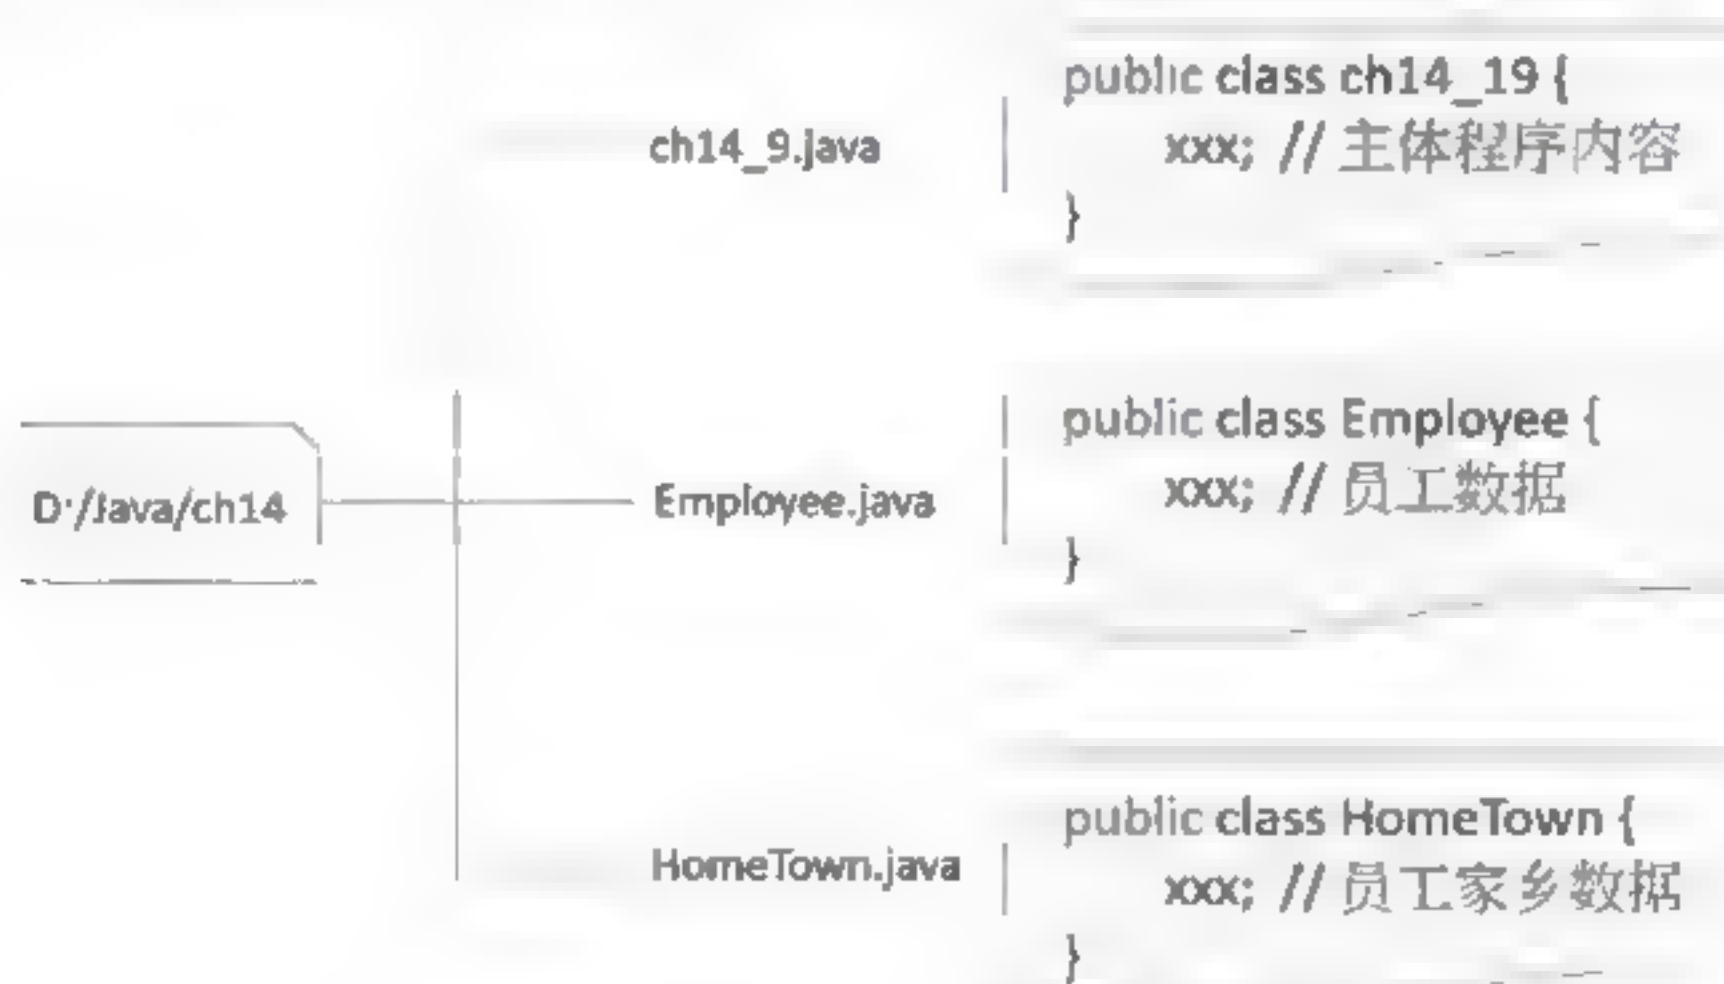 D:/Java/ch14
ch14_9.java
public class ch14_19 {
xxx; // 主体程序内容
}
Employee.java
public class Employee {
xxx; // 员工数据
}
HomeTown.java
public class HomeTown {
xxx; // 员工家乡数据
}